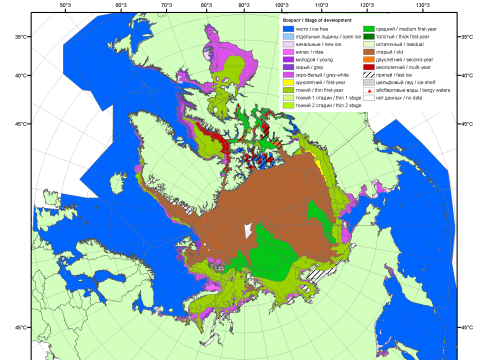 50°З 60°З 70°З 80°З 90°З 100°З 110°З 120°З 130°З
35°С 35°С
45°С 45°С
45°С 45°С
Возраст / Stage of development
чисто / ice free
отдельные льдины / open ice
начальные / new ice
нилас / nilas
молодой / young
серый / grey
серо-белый / grey-white
однолетний / first-year
тонкий / thin first-year
тонкий 1 стадии / thin 1 stage
тонкий 2 стадии / thin 2 stage
средний / medium first-year
толстый / thick first-year
остаточный / residual
старый / old
двухлетний / second-year
многолетний / multi-year
припай / fast ice
шельфовый лед / ice shelf
айсберговые воды / bergy waters
нет данных / no data